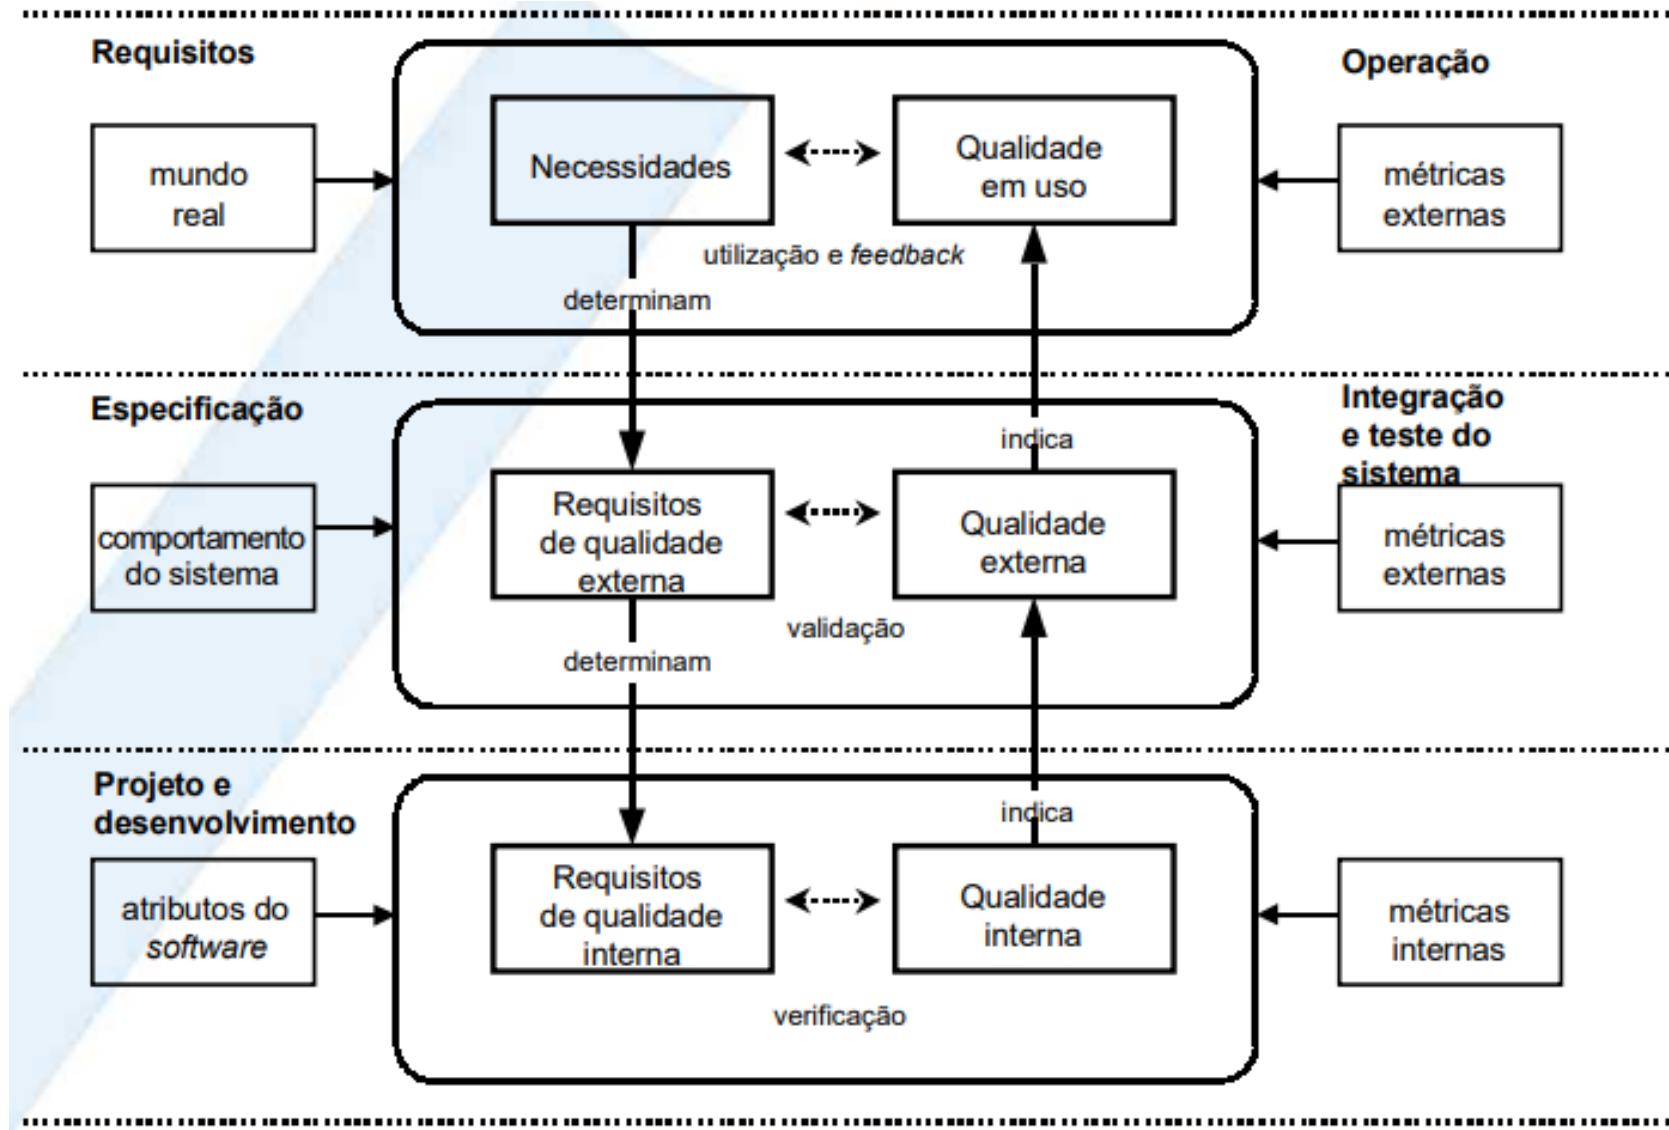 Requisitos
Operação
mundo
real
Necessidades
Qualidade
em uso
métricas
externas
utilização e feedback
determinam
Especificação
Integração
e teste do
sistema
indica
comportamento
do sistema
Requisitos
de qualidade
externa
Qualidade
externa
métricas
externas
validação
determinam
Projeto e
desenvolvimento
indica
atributos do
software
Requisitos
de qualidade
interna
Qualidade
interna
métricas
internas
verificação